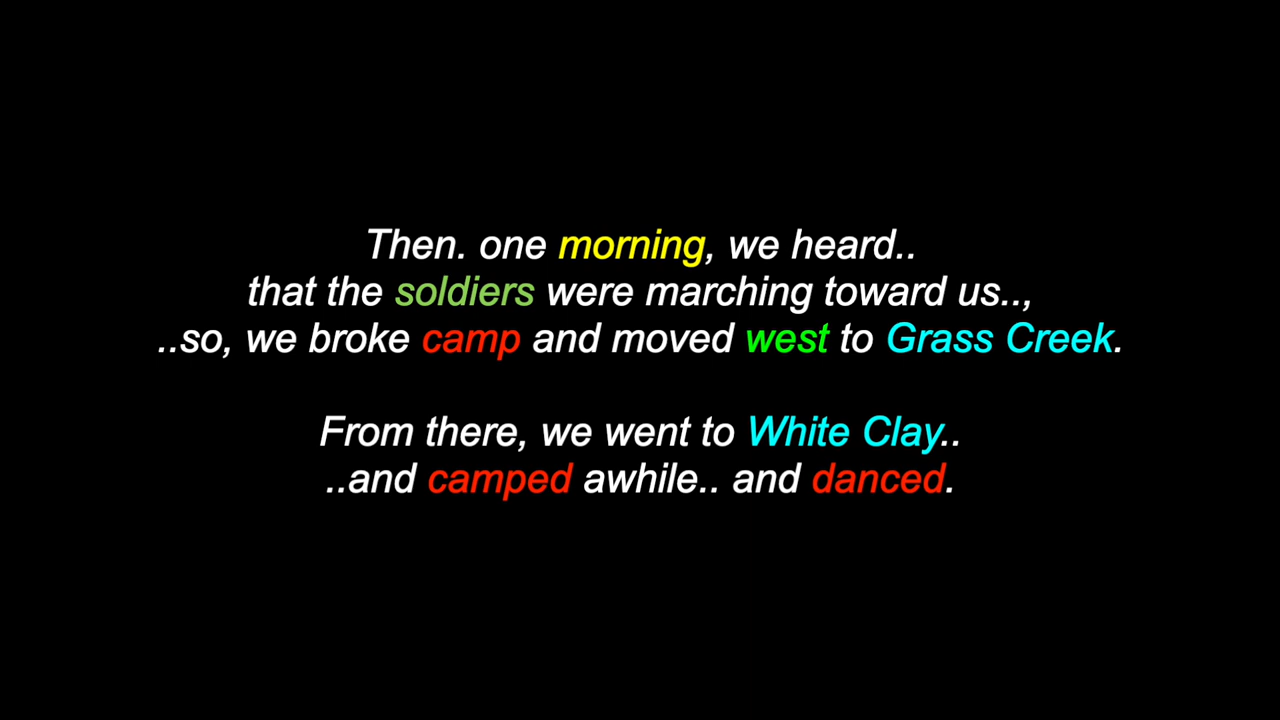 Then. one morning, we heard..
that the soldiers were marching toward us..,
..so, we broke camp and moved west to Grass Creek.
From there, we went to White Clay..
..and camped awhile.. and danced.